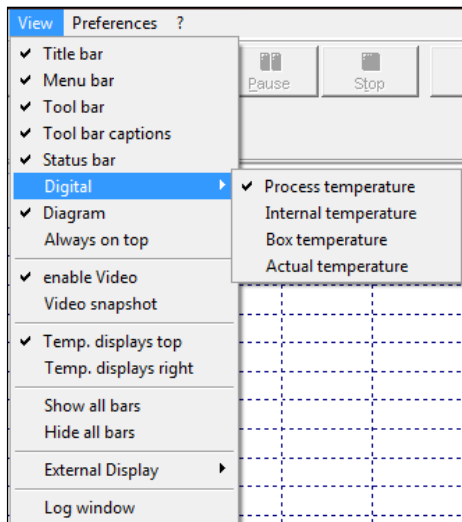 View Preferences ?
Title bar
Menu bar
Tool bar
Tool bar captions
Status bar
Digital
Diagram
Always on top
enable Video
Video snapshot
Temp. displays top
Temp. displays right
Show all bars
Hide all bars
External Display
Log window
Pause Stop
Process temperature
Internal temperature
Box temperature
Actual temperature